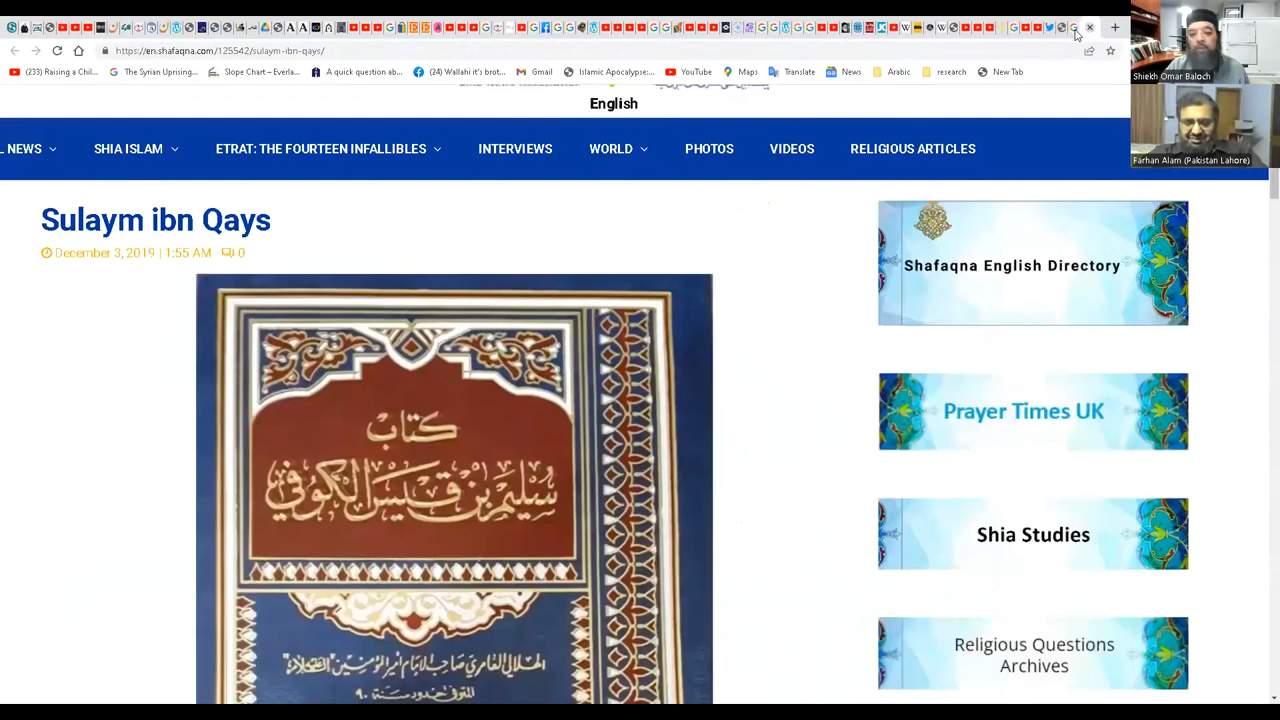 https://en.shafaqna.com/125542/sulaym-ibn-qays/
(233) Raising a Chil...
The Syrian Uprising...
Slope Chart – Everla...
A quick question ab...
(24) Wallahi it's brot...
Gmail
Islamic Apocalypse:...
YouTube
Maps
Translate
News
Arabic
research
New Tab
Shiekh Omar Baloch
Farhan Alam (Pakistan Lahore)
English
L NEWS
SHIA ISLAM
ETRAT: THE FOURTEEN INFALLIBLES
INTERVIEWS
WORLD
PHOTOS
VIDEOS
RELIGIOUS ARTICLES
Sulaym ibn Qays
December 3, 2019 | 1:55 AM
0
كتاب
سليم بن قيس الكوفي
المتوفى حدود سنة ٩٠
Shafaqna English Directory
Prayer Times UK
Shia Studies
Religious Questions
Archives